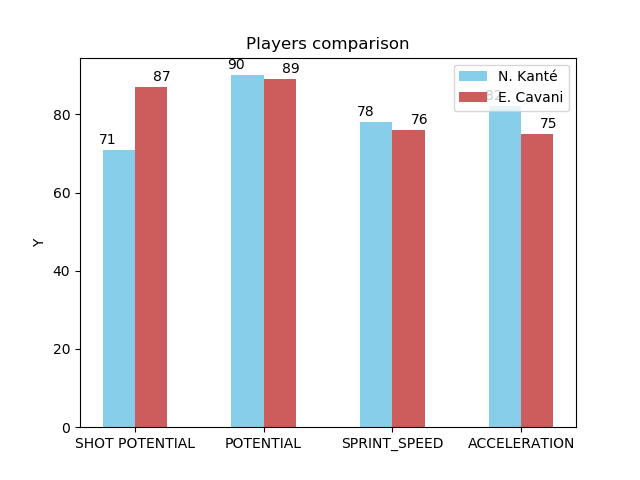 Players comparison
N. Kanté
E. Cavani
Y
80
60
40
20
0
71
87
90
89
78
76
82
75
SHOT POTENTIAL
POTENTIAL
SPRINT_SPEED
ACCELERATION